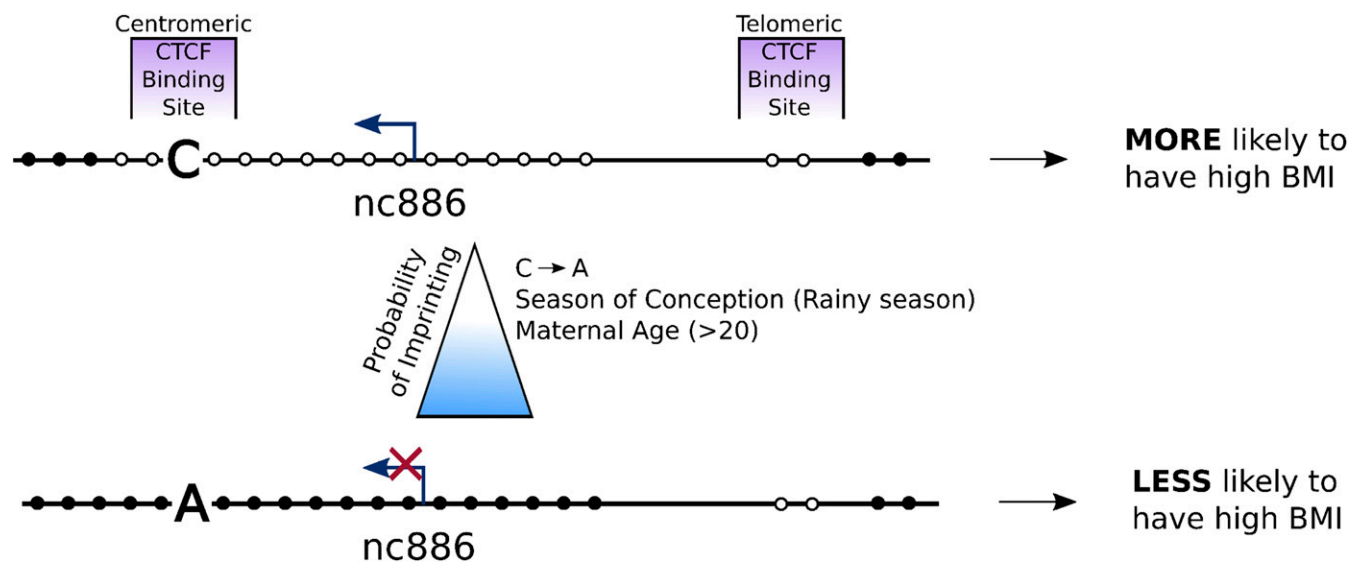 Centromeric
CTCF
Binding
Site
Telomeric
CTCF
Binding
Site
C
nc886
MORE likely to
have high BMI
Probability
of Imprinting
C → A
Season of Conception (Rainy season)
Maternal Age (>20)
A
nc886
LESS likely to
have high BMI